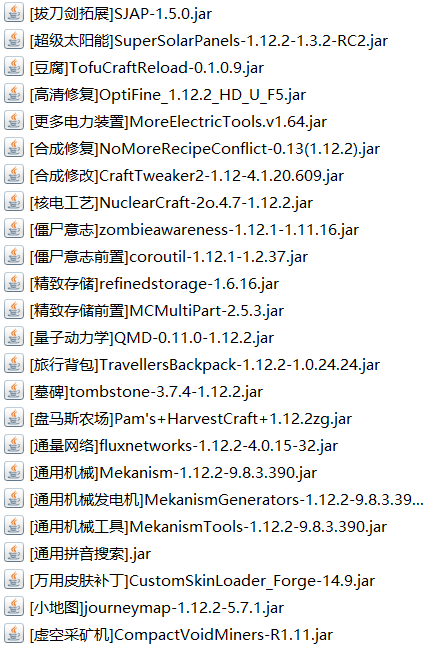 [拔刀剑拓展]SJAP-1.5.0.jar
[超级太阳能]SuperSolarPanels-1.12.2-1.3.2-RC2.jar
[豆腐]TofuCraftReload-0.1.0.9.jar
[高清修复]OptiFine_1.12.2_HD_U_F5.jar
[更多电力装置]MoreElectricTools.v1.64.jar
[合成修复]NoMoreRecipeConflict-0.13(1.12.2).jar
[合成修改]CraftTweaker2-1.12-4.1.20.609.jar
[核电工艺]NuclearCraft-2o.4.7-1.12.2.jar
[僵尸意志]zombieawareness-1.12.1-1.11.16.jar
[僵尸意志前置]coroutil-1.12.1-1.2.37.jar
[精致存储]refinedstorage-1.6.16.jar
[精致存储前置]MCMultiPart-2.5.3.jar
[量子动力学]QMD-0.11.0-1.12.2.jar
[旅行背包]TravellersBackpack-1.12.2-1.0.24.24.jar
[墓碑]tombstone-3.7.4-1.12.2.jar
[盘马斯农场]Pam's+HarvestCraft+1.12.2zg.jar
[通量网络]fluxnetworks-1.12.2-4.0.15-32.jar
[通用机械]Mekanism-1.12.2-9.8.3.390.jar
[通用机械发电机]MekanismGenerators-1.12.2-9.8.3.39...
[通用机械工具]MekanismTools-1.12.2-9.8.3.390.jar
[通用拼音搜索].jar
[万用皮肤补丁]CustomSkinLoader_Forge-14.9.jar
[小地图]journeymap-1.12.2-5.7.1.jar
[虚空采矿机]CompactVoidMiners-R1.11.jar